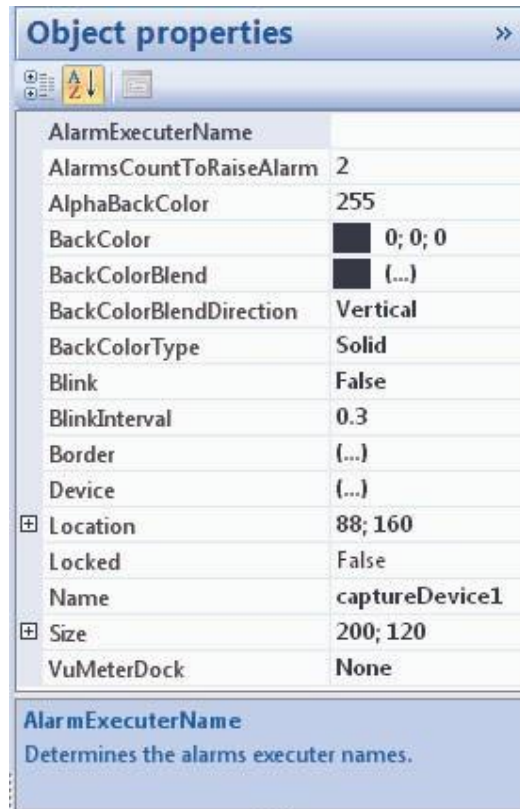 Object properties »
AlarmExecuterName
AlarmsCountToRaiseAlarm 2
AlphaBackColor 255
BackColor 0; 0; 0
BackColorBlend (...)
BackColorBlendDirection Vertical
BackColorType Solid
Blink False
BlinkInterval 0.3
Border (...)
Device (...)
Location 88; 160
Locked False
Name captureDevice1
Size 200; 120
VuMeterDock None
AlarmExecuterName
Determines the alarms executer names.